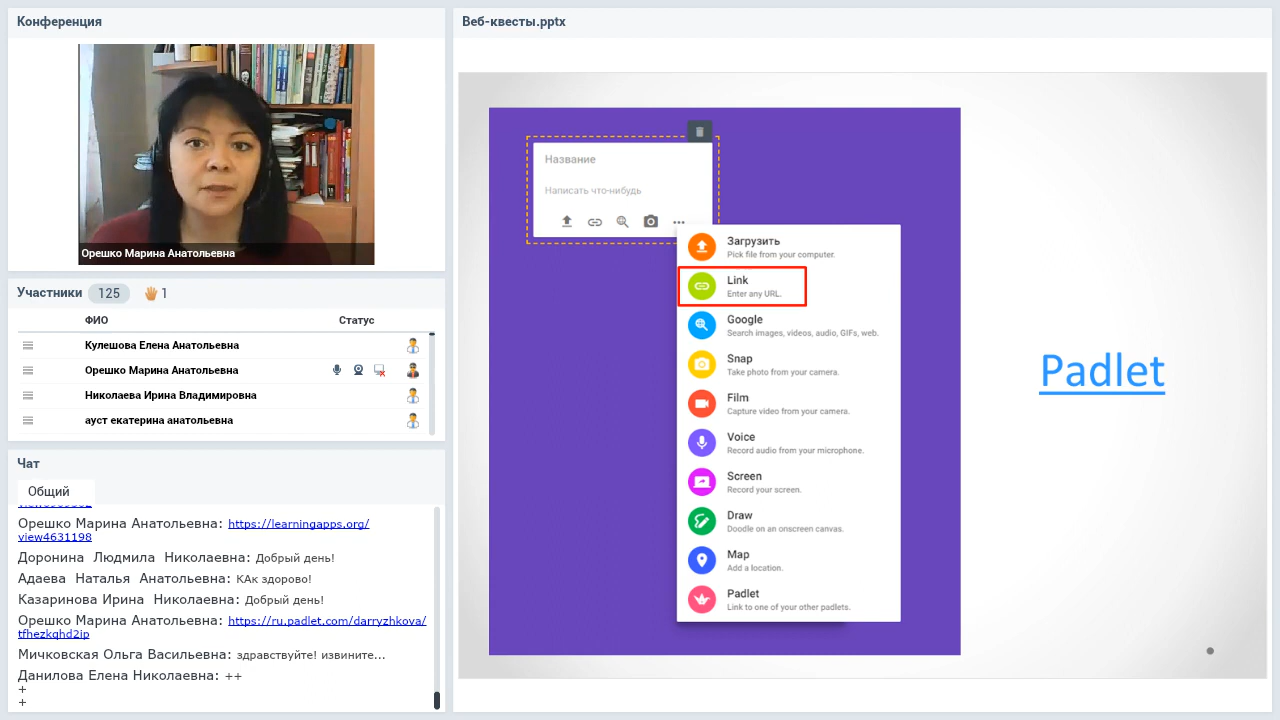 Конференция
Орешко Марина Анатольевна
Участники 125 1
ФИО Статус
Кулешова Елена Анатольевна
Орешко Марина Анатольевна
Николаева Ирина Владимировна
ауст екатерина анатольевна
Чат
Общий
Орешко Марина Анатольевна: https://learningapps.org/
view4631198
Доронина Людмила Николаевна: Добрый день!
Адаева Наталья Анатольевна: КАк здорово!
Казаринова Ирина Николаевна: Добрый день!
Орешко Марина Анатольевна: https://ru.padlet.com/darryzhkova/
tfhezkqhd2ip
Мичковская Ольга Васильевна: здравствуйте! извините...
Данилова Елена Николаевна: ++
+
+
Веб-квесты.pptx
Название
Написать что-нибудь
Загрузить
Pick file from your computer.
Link
Enter any URL.
Google
Search images, videos, audio, GIFs, web.
Snap
Take photo from your camera.
Film
Capture video from your camera.
Voice
Record audio from your microphone.
Screen
Record your screen.
Draw
Doodle on an onscreen canvas.
Map
Add a location.
Padlet
Link to one of your other padlets.
Padlet